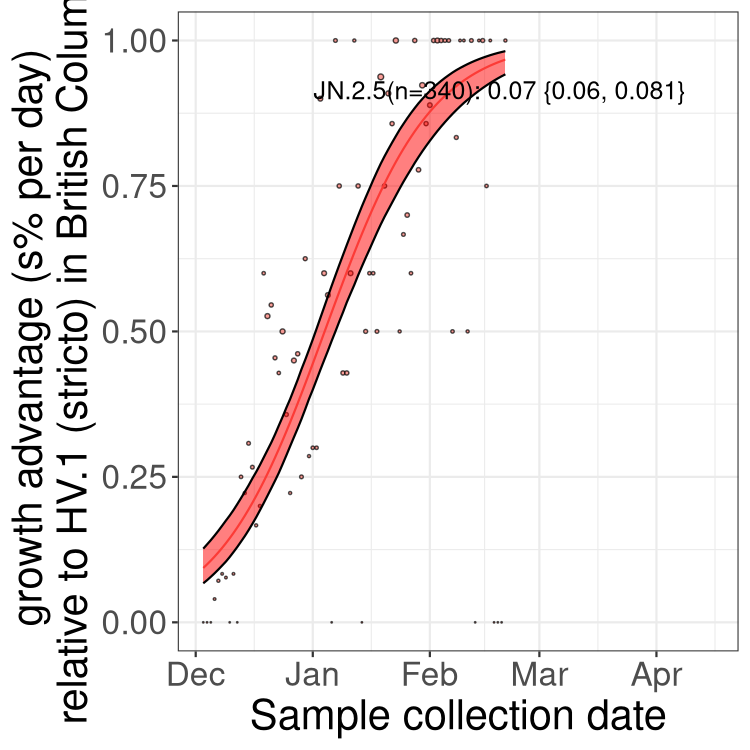 growth advantage (s% per day)
relative to HV.1 (stricto) in British Colum
1.00
0.75
0.50
0.25
0.00
JN.2.5(n=340): 0.07 {0.06, 0.081}
Dec Jan Feb Mar Apr
Sample collection date